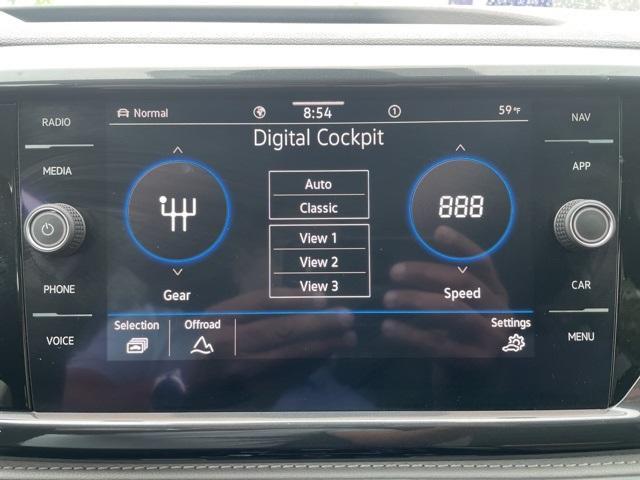 RADIO
MEDIA
PHONE
VOICE
Normal
8:54
1
59°F
Digital Cockpit
Auto
Classic
View 1
View 2
View 3
888
Gear
Speed
Selection
Offroad
Settings
NAV
APP
CAR
MENU